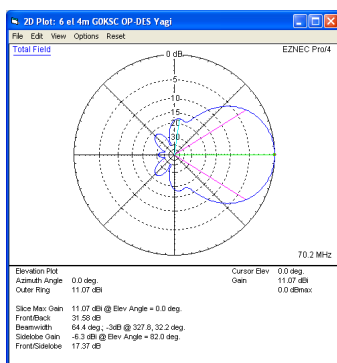 2D Plot: 6 el 4m G0KSC OP-DES Yagi
File Edit View Options Reset
Total Field
EZNEC Pro/4
0 dB
-5
-10
-15
-20
-30
70.2 MHz
Elevation Plot
Azimuth Angle 0.0 deg.
Outer Ring 11.07 dBi
Cursor Elev 0.0 deg.
Gain 11.07 dBi
0.0 dBmax
Slice Max Gain 11.07 dBi @ Elev Angle = 0.0 deg.
Front/Back 31.58 dB
Beamwidth 64.4 deg.; -3dB @ 327.8, 32.2 deg.
Sidelobe Gain -6.3 dBi @ Elev Angle = 82.0 deg.
Front/Sidelobe 17.37 dB